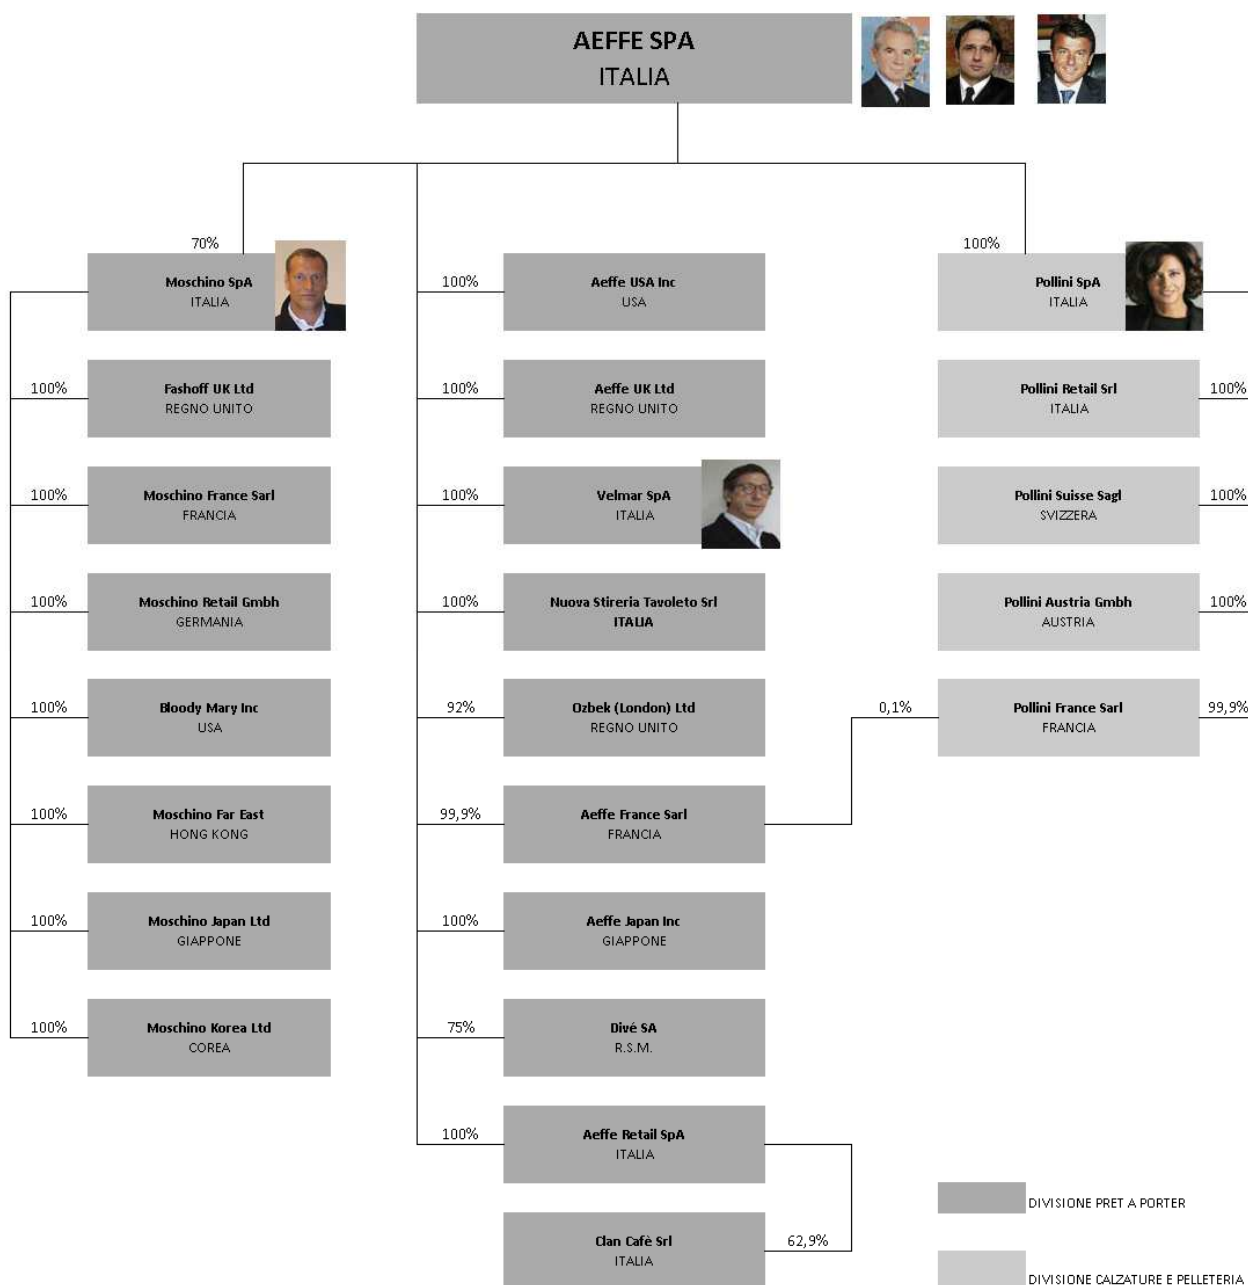 AEFFE SPA
ITALIA
70%
100%
Moschino SpA
ITALIA
100%
Aeffe USA Inc
USA
Pollini SpA
ITALIA
100%
Fashoff UK Ltd
REGNO UNITO
100%
Aeffe UK Ltd
REGNO UNITO
Pollini Retail Srl
ITALIA
100%
100%
Moschino France Sarl
FRANCIA
100%
Velmar SpA
ITALIA
Pollini Suisse Sagl
SVIZZERA
100%
100%
Moschino Retail Gmbh
GERMANIA
100%
Nuova Stireria Tavoleto Srl
ITALIA
Pollini Austria Gmbh
AUSTRIA
100%
100%
Bloody Mary Inc
USA
92%
Ozbek (London) Ltd
REGNO UNITO
0,1%
Pollini France Sarl
FRANCIA
99,9%
100%
Moschino Far East
HONG KONG
99,9%
Aeffe France Sarl
FRANCIA
100%
Moschino Japan Ltd
GIAPPONE
100%
Aeffe Japan Inc
GIAPPONE
100%
Moschino Korea Ltd
COREA
75%
Divé SA
R.S.M.
100%
Aeffe Retail SpA
ITALIA
Clan Cafè Srl
ITALIA
62,9%
DIVISIONE PRET A PORTER
DIVISIONE CALZATURE E PELLETERIA